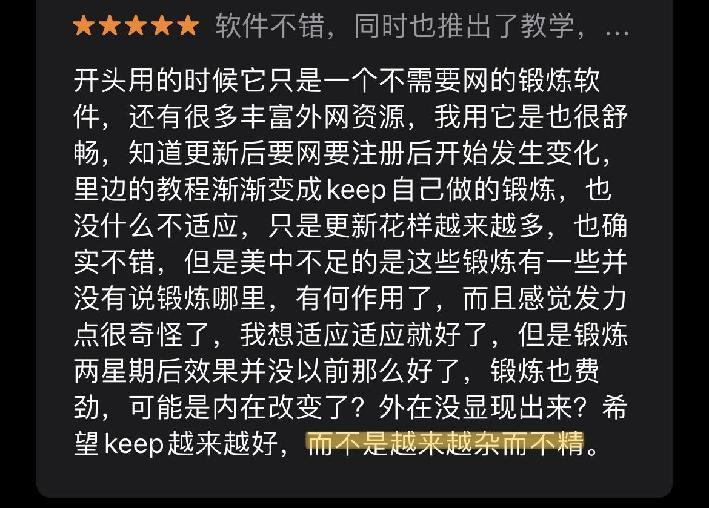 ★★★★★ 软件不错，同时也推出了教学，...
开头用的时候它只是一个不需要网的锻炼软
件，还有很多丰富外网资源，我用它是也很舒
畅，知道更新后要网要注册后开始发生变化，
里边的教程渐渐变成keep自己做的锻炼，也
没什么不适应，只是更新花样越来越多，也确
实不错，但是美中不足的是这些锻炼有一些并
没有说锻炼哪里，有何作用了，而且感觉发力
点很奇怪了，我想适应适应就好了，但是锻炼
两星期后效果并没以前那么好了，锻炼也费
劲，可能是内在改变了？外在没显现出来？希
望keep越来越好，而不是越来越杂而不精。